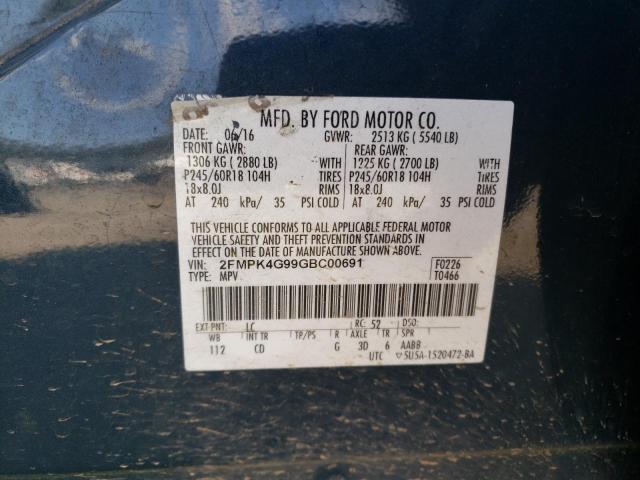 MFD. BY FORD MOTOR CO.
DATE: 06/16 GVWR: 2513 KG ( 5540 LB)
FRONT GAWR: REAR GAWR:
1306 KG ( 2880 LB) WITH 1225 KG ( 2700 LB) WITH
P245/60R18 104H TIRES P245/60R18 104H TIRES
18x8.0J RIMS 18x8.0J RIMS
AT 240 kPa/ 35 PSI COLD AT 240 kPa/ 35 PSI COLD
THIS VEHICLE CONFORMS TO ALL APPLICABLE FEDERAL MOTOR
VEHICLE SAFETY AND THEFT PREVENTION STANDARDS IN
EFFECT ON THE DATE OF MANUFACTURE SHOWN ABOVE.
VIN: 2FMPK4G99GBC00691 F0226
TYPE: MPV T0466
EXT PNT: LC RC: 52 DSO:
WB INT TR TP/PS R AXLE TR SPR
112 CD G 3D 6 AABB
UTC ▽5U5A-1520472-BA